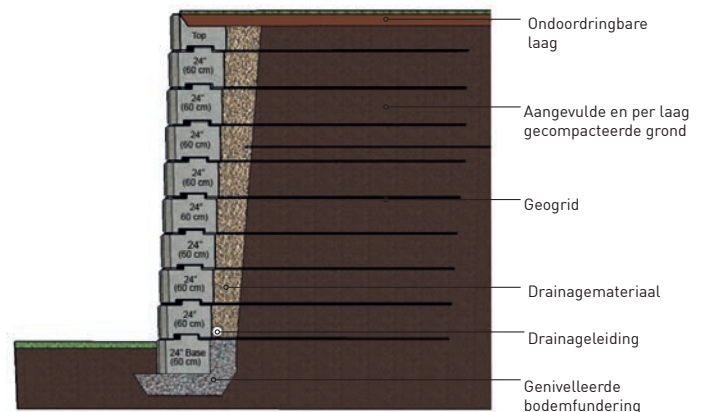 Ondoordringbare
laag
Top
24"
(60 cm)
24"
(60 cm)
Aangevulde en per laag
gecompacteerde grond
24"
(60 cm)
24"
(60 cm)
Geogrid
24"
60 cm)
24"
(60 cm)
24"
(60 cm)
Drainagemateriaal
24"
(60 cm)
Drainageleiding
24" Base
(60 cm)
Genivelleerde
bodemfundering